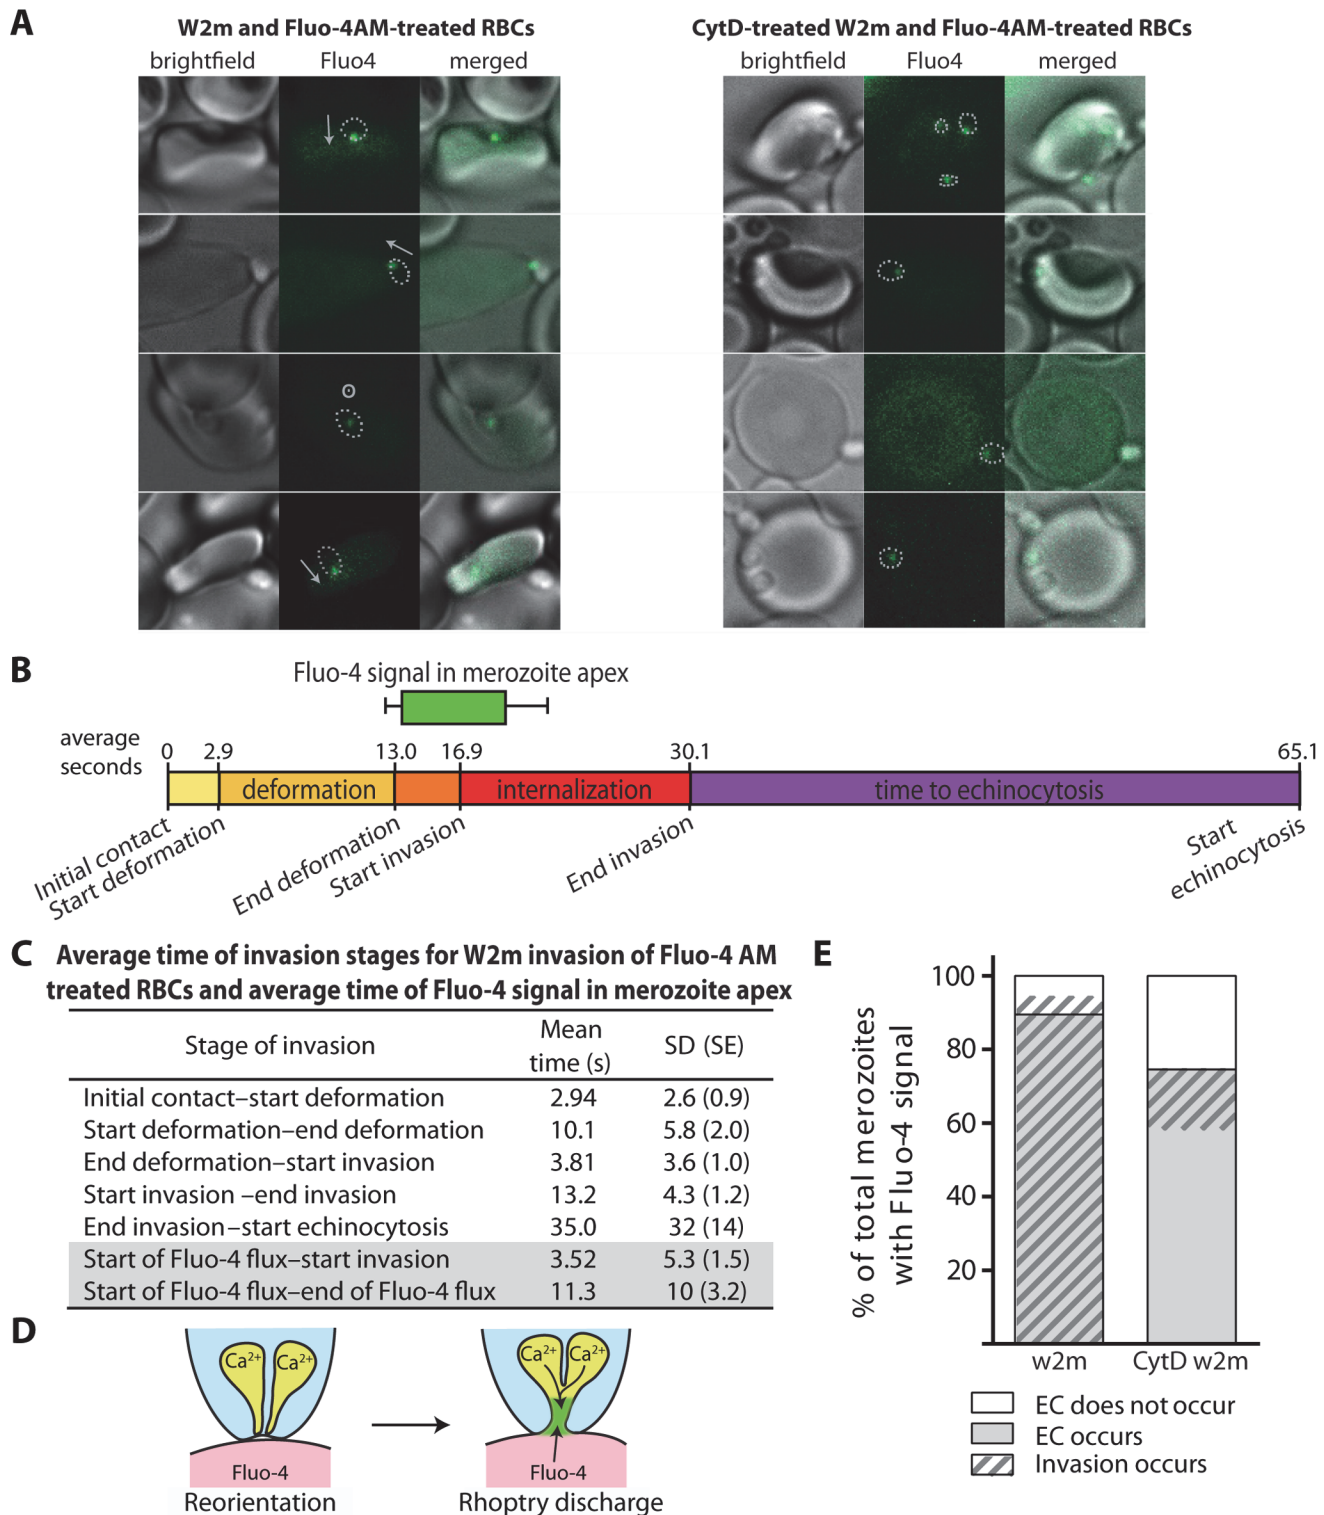 A
W2m and Fluo-4AM-treated RBCs
brightfield Fluo4 merged
CytD-treated W2m and Fluo-4AM-treated RBCs
brightfield Fluo4 merged
B
Fluo-4 signal in merozoite apex
average
seconds
0 2.9 13.0 16.9 30.1 65.1
deformation internalization time to echinocytosis
Initial contact
Start deformation
End deformation
Start invasion
End invasion
Start
echinocytosis
C
Average time of invasion stages for W2m invasion of Fluo-4 AM
treated RBCs and average time of Fluo-4 signal in merozoite apex
Stage of invasion Mean time (s) SD (SE)
Initial contact–start deformation 2.94 2.6 (0.9)
Start deformation–end deformation 10.1 5.8 (2.0)
End deformation–start invasion 3.81 3.6 (1.0)
Start invasion –end invasion 13.2 4.3 (1.2)
End invasion–start echinocytosis 35.0 32 (14)
Start of Fluo-4 flux–start invasion 3.52 5.3 (1.5)
Start of Fluo-4 flux–end of Fluo-4 flux 11.3 10 (3.2)
D
Ca2+ Ca2+
Fluo-4
Reorientation
Ca2+ Ca2+
Fluo-4
Rhoptry discharge
E
% of total merozoites
with Fluo-4 signal
100
80
60
40
20
w2m CytD w2m
EC does not occur
EC occurs
Invasion occurs